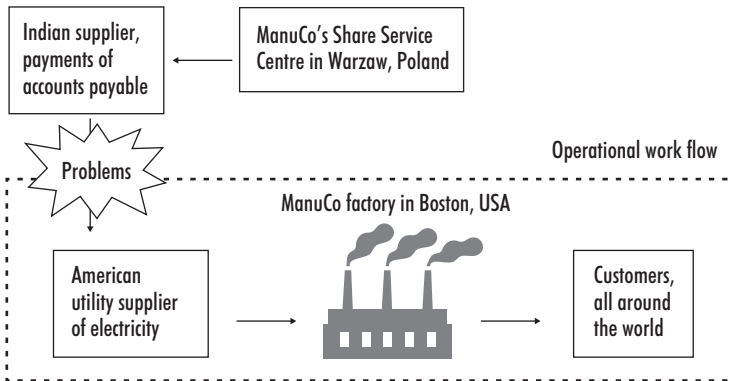 Indian supplier,
payments of
accounts payable
ManuCo's Share Service
Centre in Warzaw, Poland
Problems
Operational work flow
ManuCo factory in Boston, USA
American
utility supplier
of electricity
Customers,
all around
the world